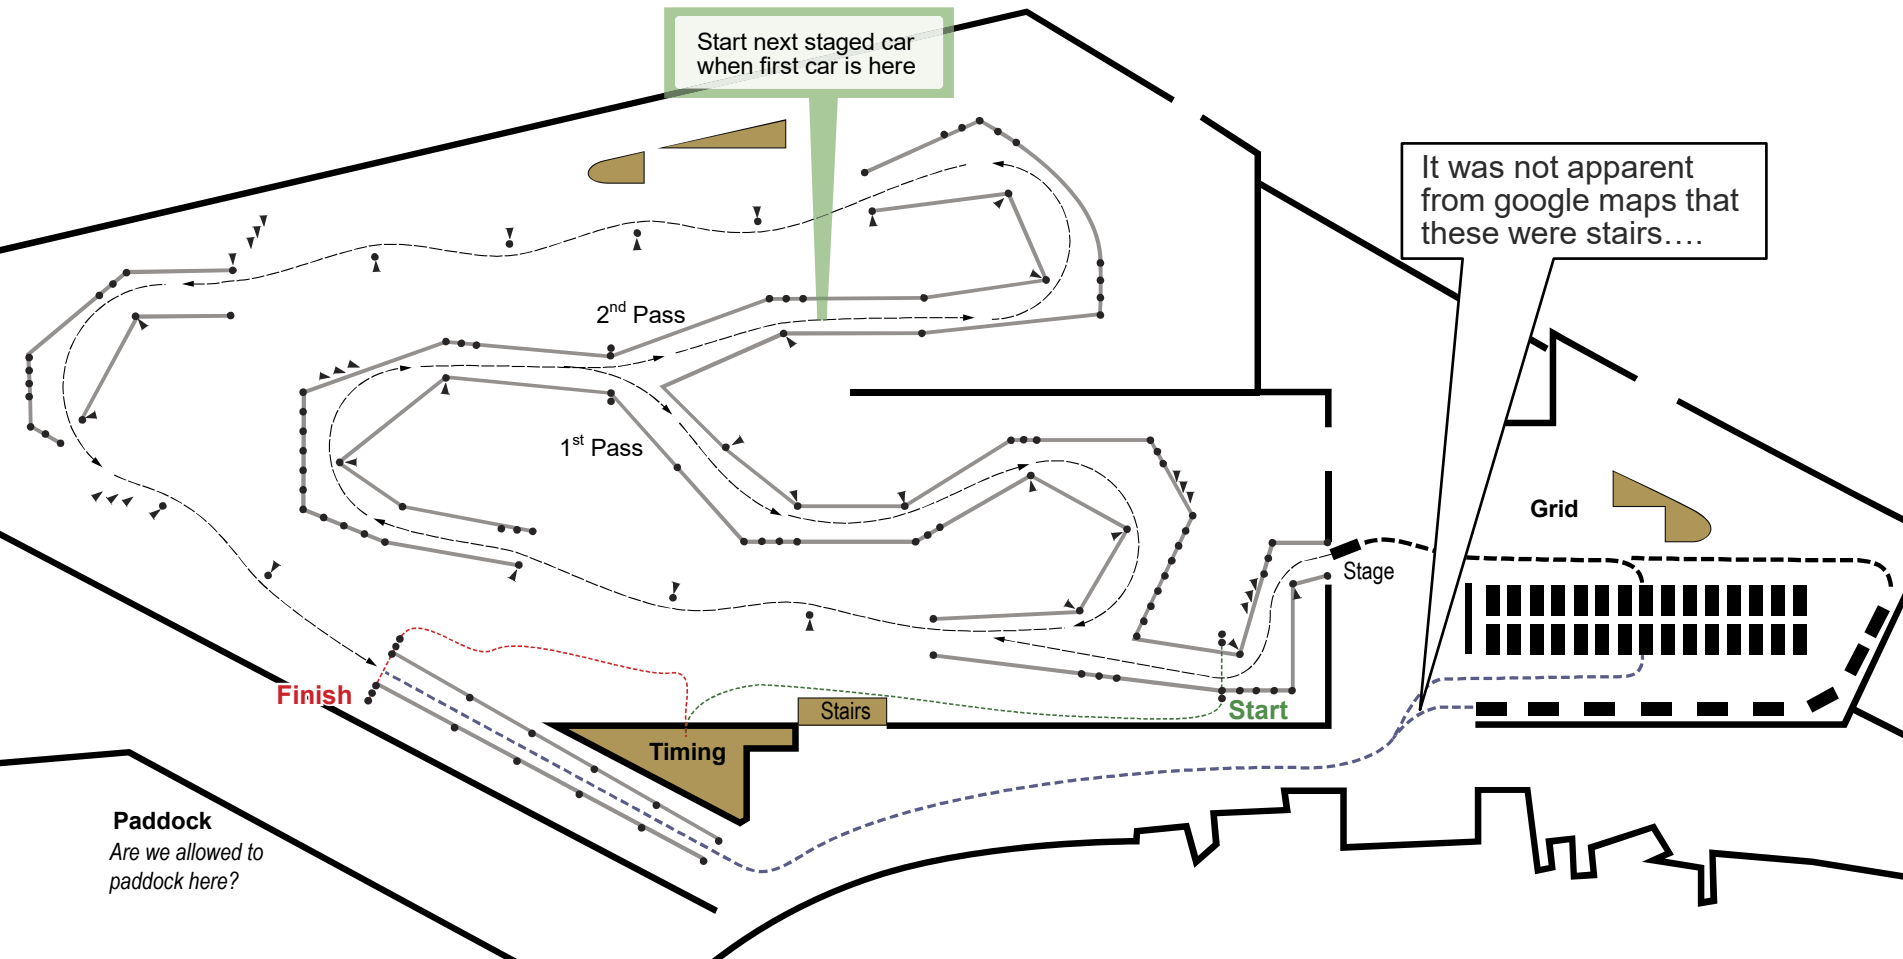 Start next staged car
when first car is here
It was not apparent
from google maps that
these were stairs….
2nd Pass
1st Pass
Grid
Stage
Finish
Start
Stairs
Timing
Paddock
Are we allowed to
paddock here?